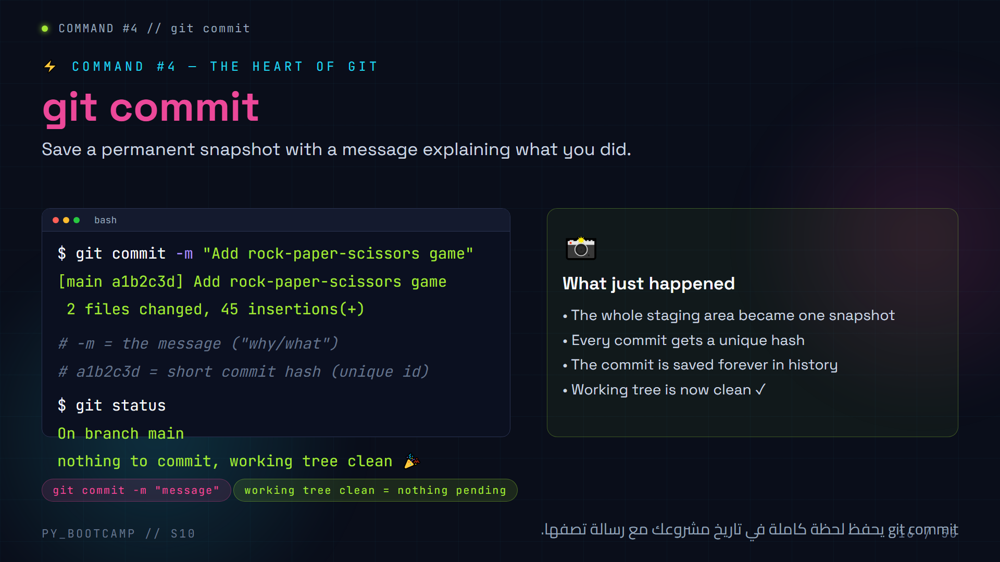 COMMAND #4 // git commit
⚡ COMMAND #4 — THE HEART OF GIT
git commit
Save a permanent snapshot with a message explaining what you did.
bash
$ git commit -m "Add rock-paper-scissors game"
[main a1b2c3d] Add rock-paper-scissors game
2 files changed, 45 insertions(+)
# -m = the message ("why/what")
# a1b2c3d = short commit hash (unique id)
$ git status
On branch main
nothing to commit, working tree clean 🎉
📸
What just happened
• The whole staging area became one snapshot
• Every commit gets a unique hash
• The commit is saved forever in history
• Working tree is now clean ✓
git commit -m "message"
working tree clean = nothing pending
git commit يحفظ لحظة كاملة في تاريخ مشروعك مع رسالة تصفها.
PY_BOOTCAMP // S10